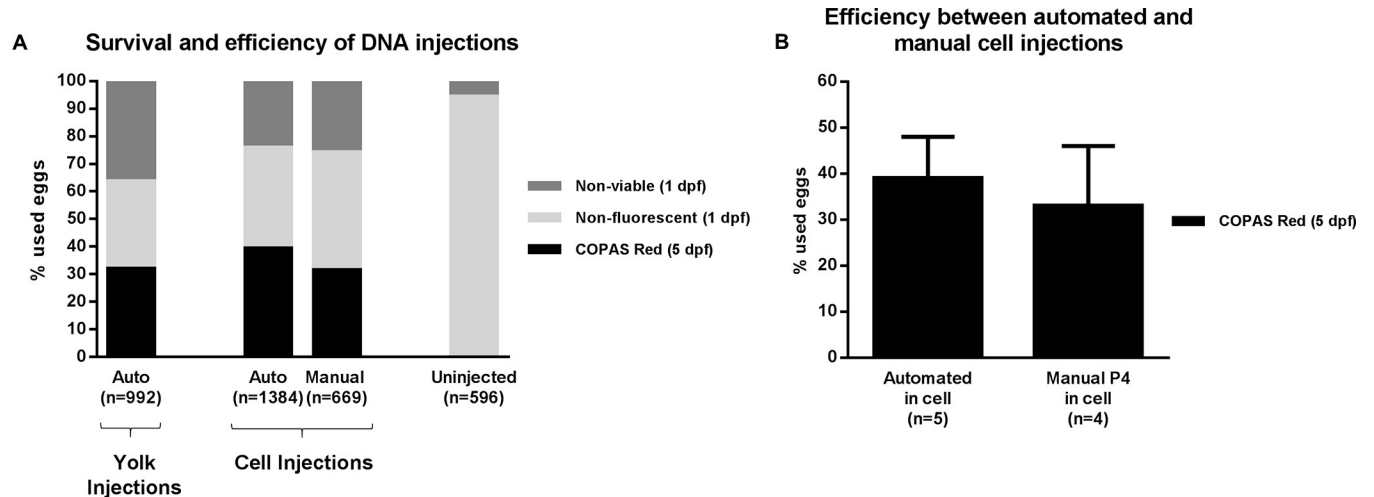 A
Survival and efficiency of DNA injections
% used eggs
100
90
80
70
60
50
40
30
20
10
0
Auto
(n=992)
Auto
(n=1384)
Manual
(n=669)
Uninjected
(n=596)
Yolk
Injections
Cell Injections
Non-viable (1 dpf)
Non-fluorescent (1 dpf)
COPAS Red (5 dpf)
B
Efficiency between automated and
manual cell injections
% used eggs
60
50
40
30
20
10
0
Automated
in cell
(n=5)
Manual P4
in cell
(n=4)
COPAS Red (5 dpf)